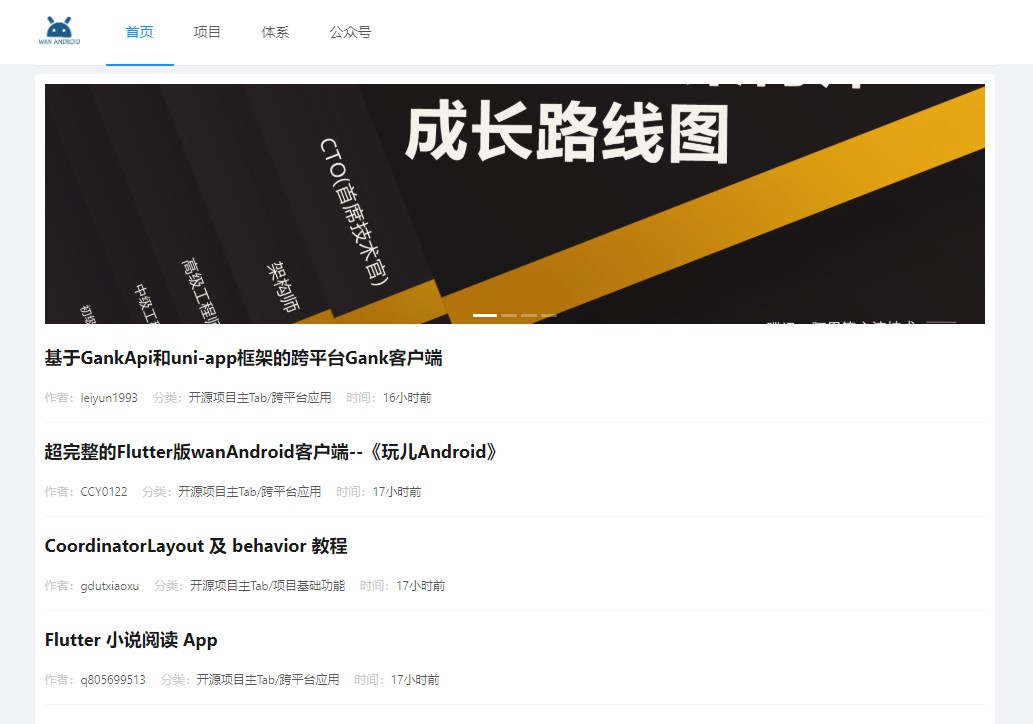 WAN ANDROID
首页 项目 体系 公众号
成长路线图
CTO(首席技术官)
架构师
高级工程师
中级工
初级
基于GankApi和uni-app框架的跨平台Gank客户端
作者: leiyun1993 分类: 开源项目主Tab/跨平台应用 时间: 16小时前
超完整的Flutter版wanAndroid客户端--《玩儿Android》
作者: CCY0122 分类: 开源项目主Tab/跨平台应用 时间: 17小时前
CoordinatorLayout 及 behavior 教程
作者: gdutxiaoxu 分类: 开源项目主Tab/项目基础功能 时间: 17小时前
Flutter 小说阅读 App
作者: q805699513 分类: 开源项目主Tab/跨平台应用 时间: 17小时前